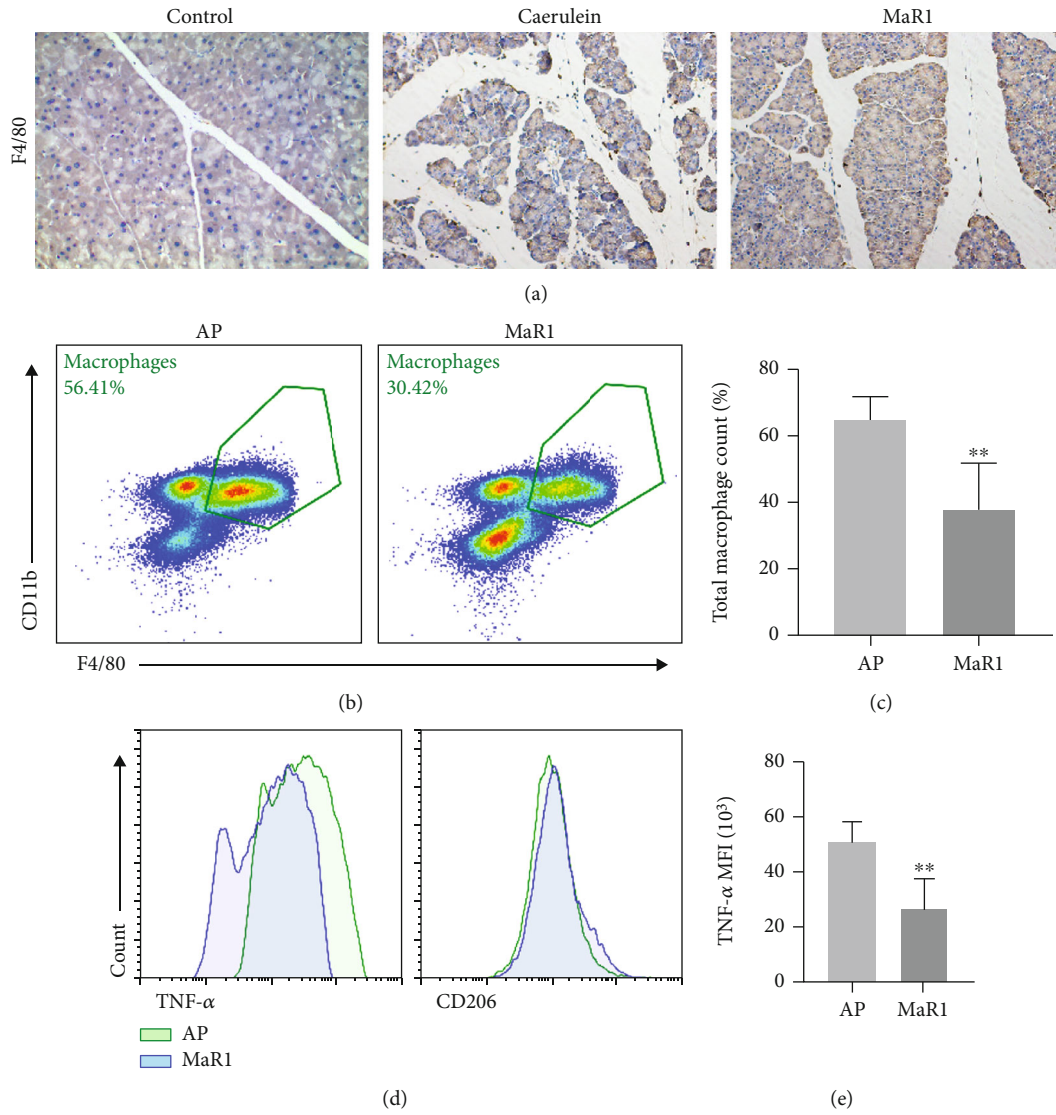 Control Caerulein MaR1
F4/80
(a)
AP MaR1
Macrophages
56.41%
Macrophages
30.42%
CD11b
F4/80
(b)
Total macrophage count (%)
80
60
40
20
0
AP MaR1
**
(c)
Count
TNF-α CD206
AP
MaR1
(d)
TNF-α MFI (10³)
80
60
40
20
0
AP MaR1
**
(e)